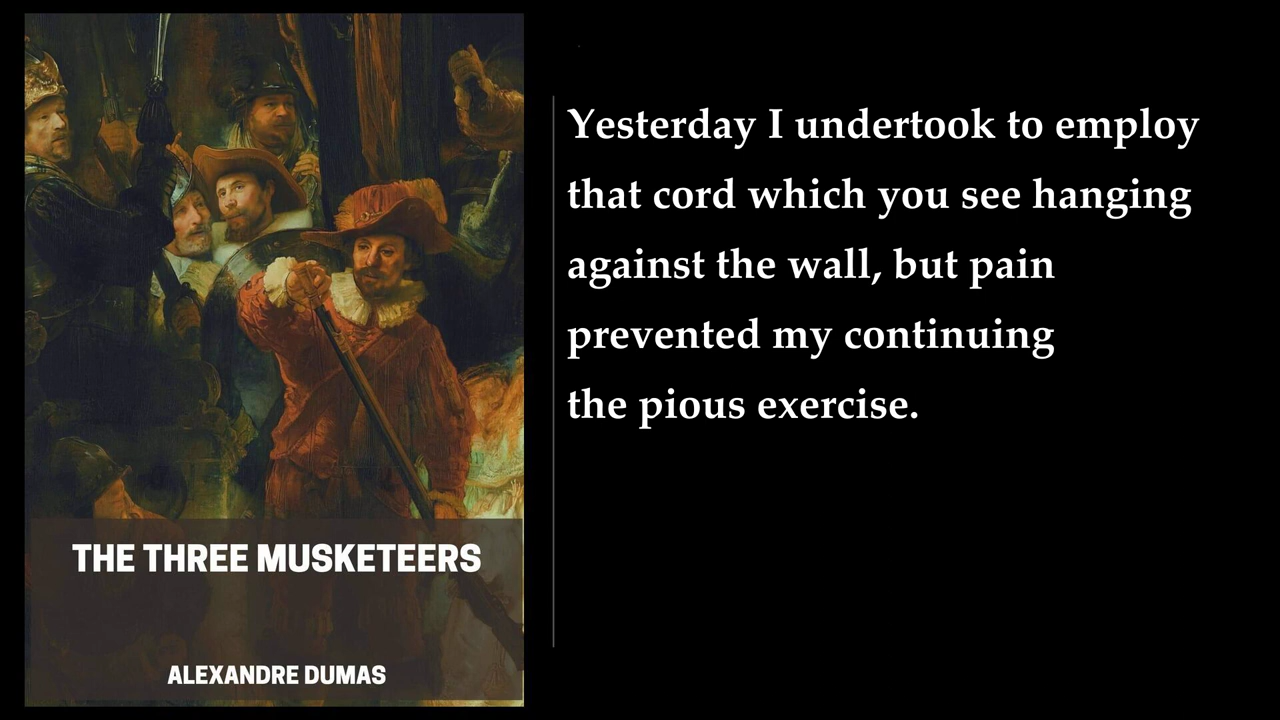 THE THREE MUSKETEERS
ALEXANDRE DUMAS
Yesterday I undertook to employ
that cord which you see hanging
against the wall, but pain
prevented my continuing
the pious exercise.